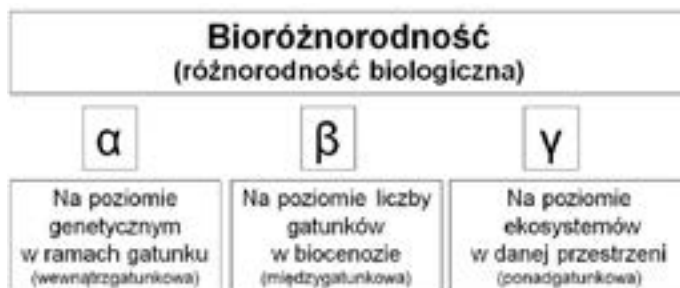 Bioróżnorodność
(różnorodność biologiczna)
α
β
γ
Na poziomie
genetycznym
w ramach gatunku
(wewnątrzgatunkowa)
Na poziomie liczby
gatunków
w biocenozie
(międzygatunkowa)
Na poziomie
ekosystemów
w danej przestrzeni
(ponadgatunkowa)